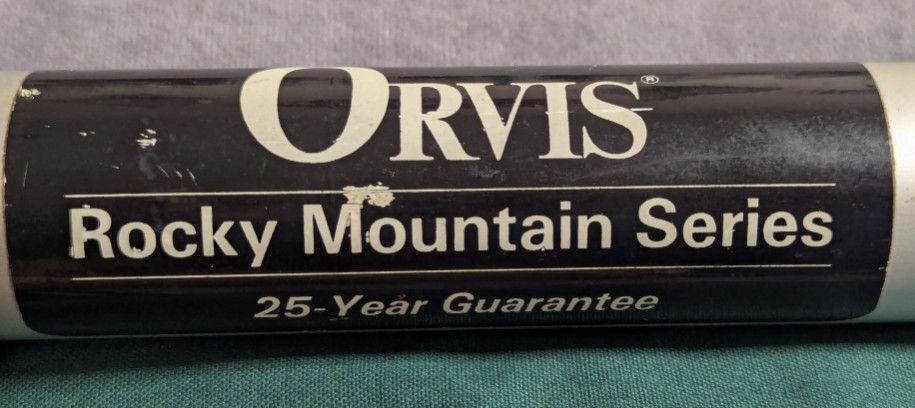 ORVIS®
Rocky Mountain Series
25-Year Guarantee